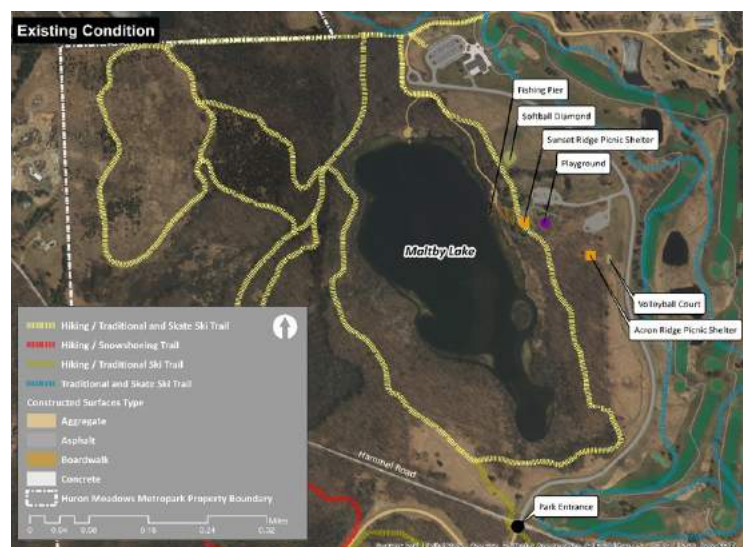 Existing Condition
Fishing Pier
Softball Diamond
Sunset Ridge Picnic Shelter
Playground
Maltby Lake
Volleyball Court
Acron Ridge Picnic Shelter
Hiking / Traditional and Skate Ski Trail
Hiking / Snowshoeing Trail
Hiking / Traditional Ski Trail
Traditional and Skate Ski Trail
Constructed Surfaces Type
Aggregate
Asphalt
Boardwalk
Concrete
Huron Meadows Metropark Property Boundary
Miles
0 0.04 0.08 0.16 0.24 0.32
Hammel Road
Park Entrance